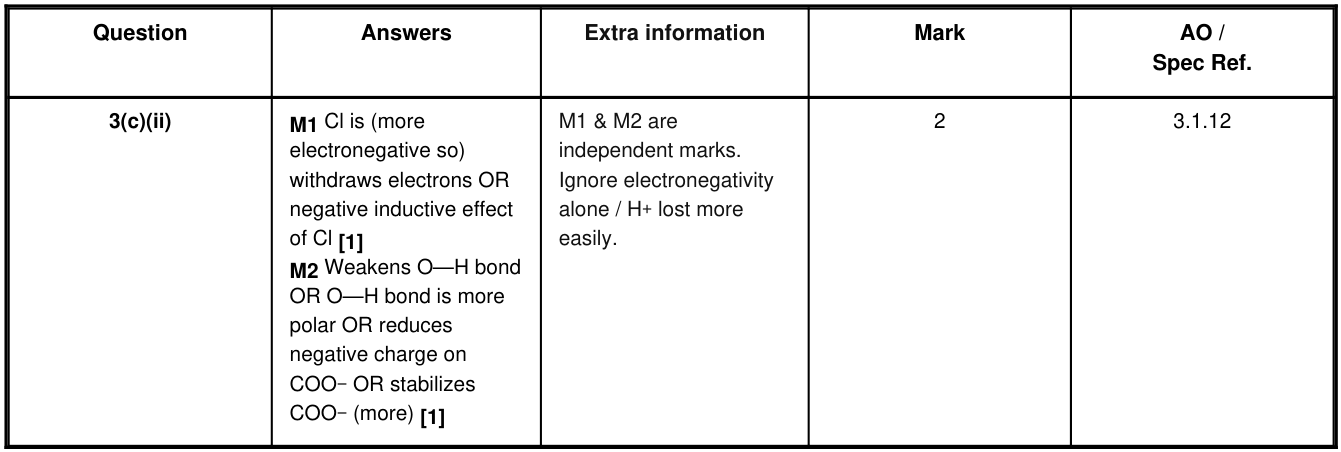 Question Answers Extra information Mark AO /
Spec Ref.
3(c)(ii)
M1 Cl is (more
electronegative so)
withdraws electrons OR
negative inductive effect
of Cl [1]
M2 Weakens O—H bond
OR O—H bond is more
polar OR reduces
negative charge on
COO− OR stabilizes
COO− (more) [1]
M1 & M2 are
independent marks.
Ignore electronegativity
alone / H+ lost more
easily.
2
3.1.12